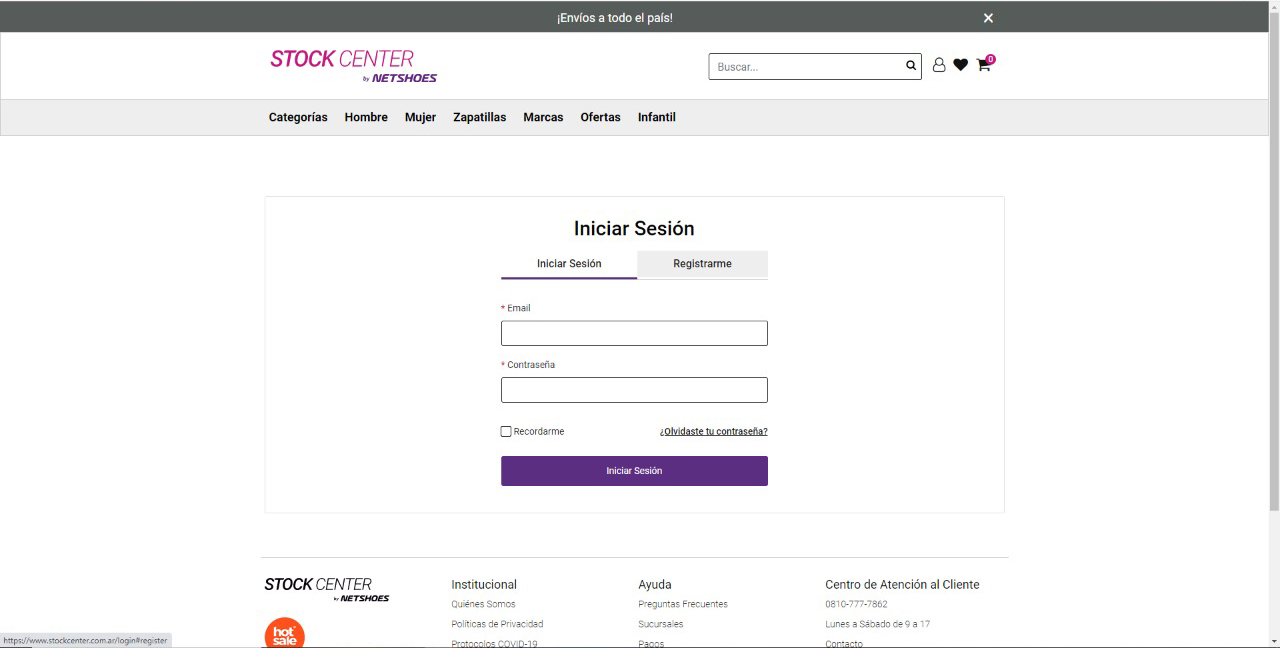 ¡Envíos a todo el país!
STOCK CENTER
by NETSHOES
Buscar...
0
Categorías Hombre Mujer Zapatillas Marcas Ofertas Infantil
Iniciar Sesión
Iniciar Sesión Registrarme
* Email
* Contraseña
Recordarme ¿Olvidaste tu contraseña?
Iniciar Sesión
STOCK CENTER
by NETSHOES
hot
sale
Institucional
Quiénes Somos
Políticas de Privacidad
Protocolos COVID-19
Ayuda
Preguntas Frecuentes
Sucursales
Pagos
Centro de Atención al Cliente
0810-777-7862
Lunes a Sábado de 9 a 17
Contacto
https://www.stockcenter.com.ar/login#register